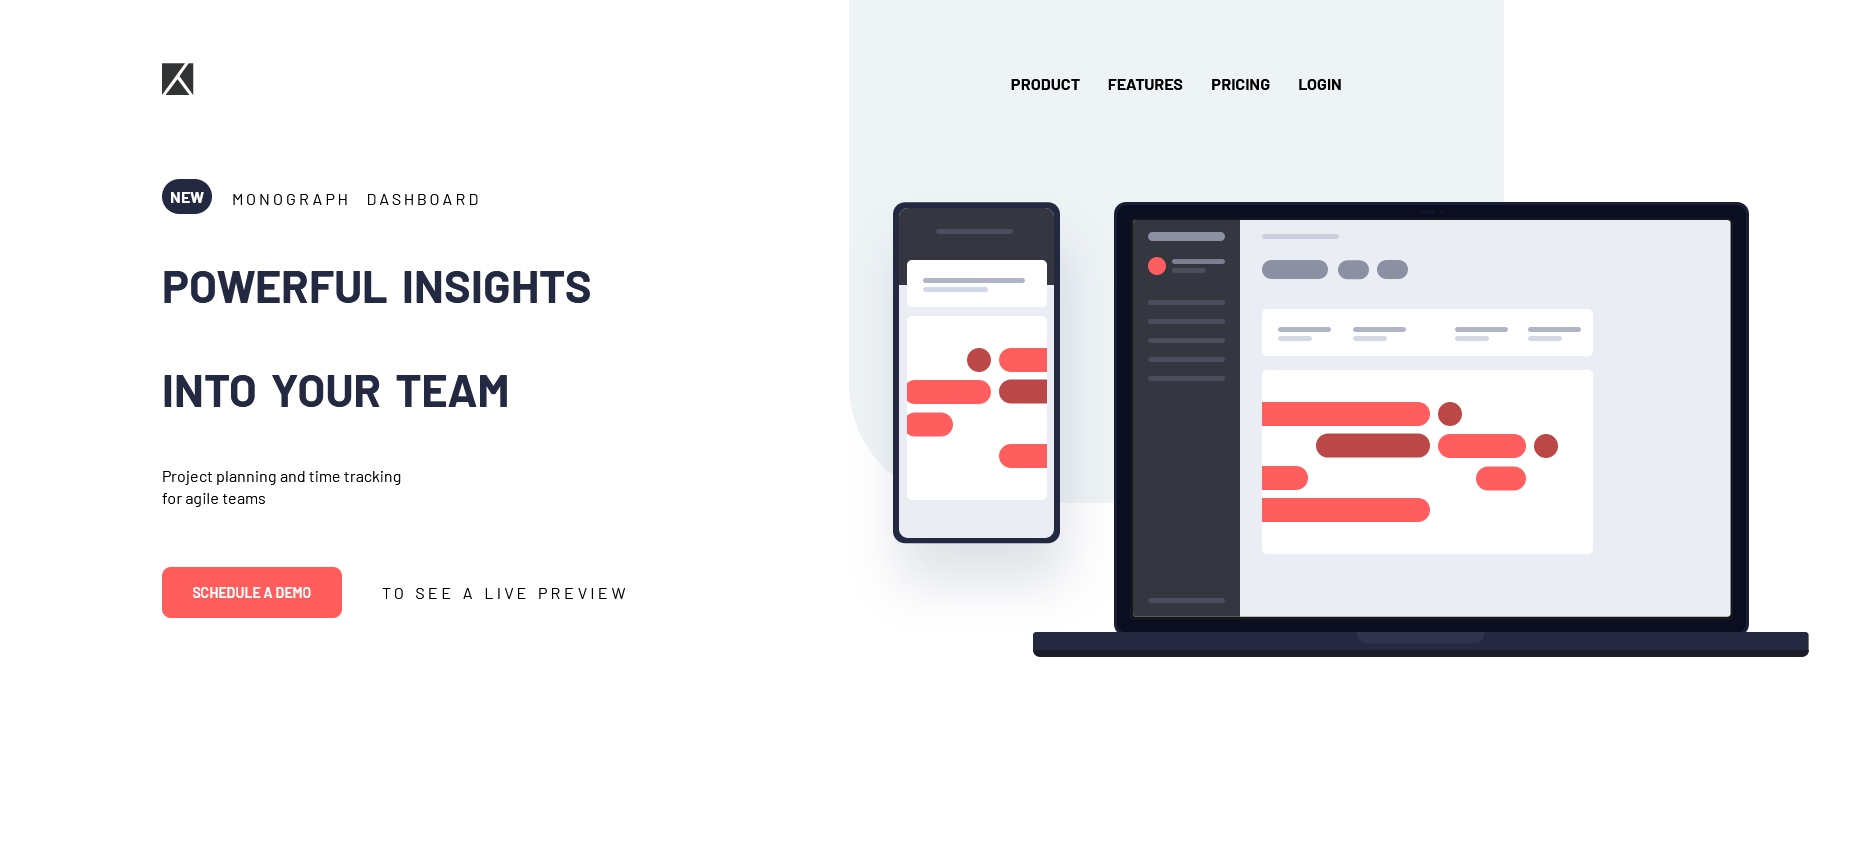 PRODUCT FEATURES PRICING LOGIN
NEW MONOGRAPH DASHBOARD
POWERFUL INSIGHTS
INTO YOUR TEAM
Project planning and time tracking
for agile teams
SCHEDULE A DEMO TO SEE A LIVE PREVIEW